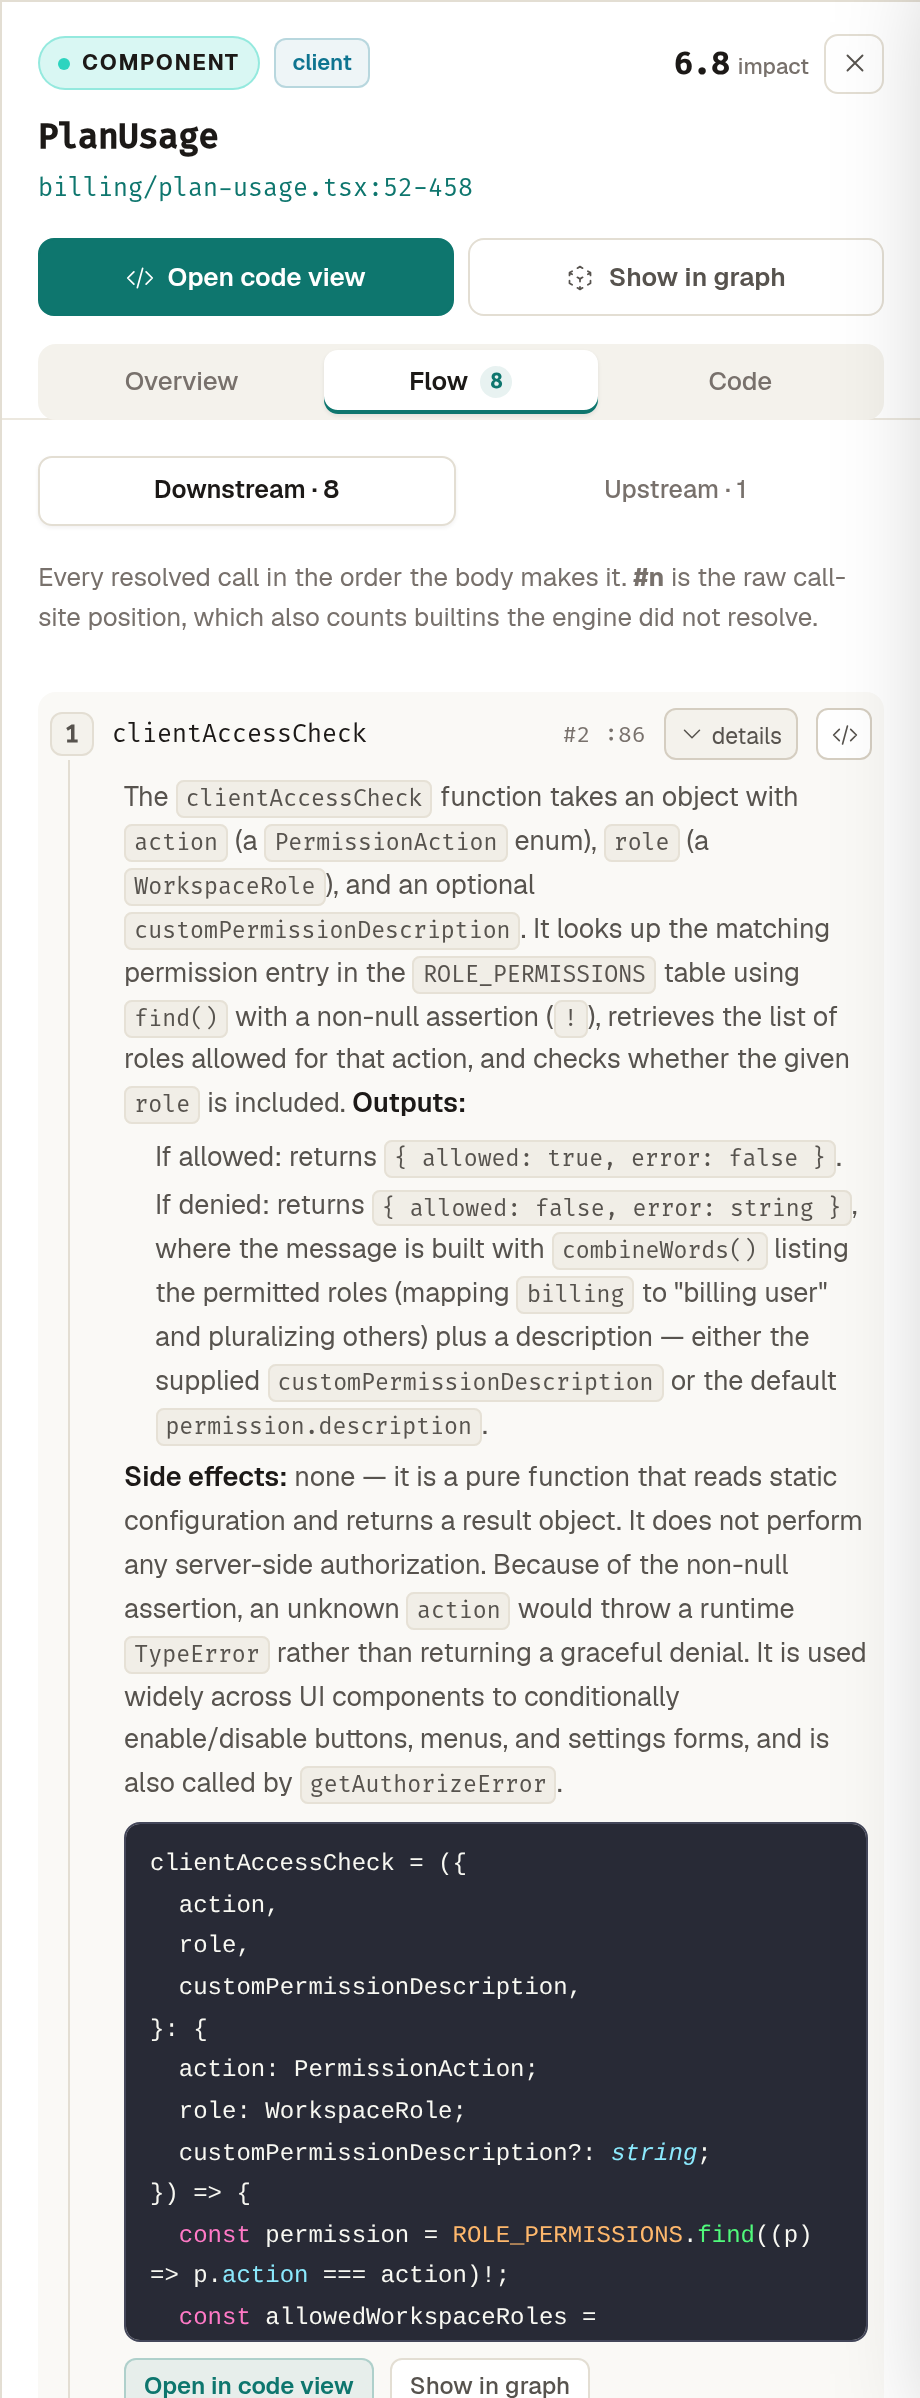 COMPONENT client 6.8 impact
PlanUsage
billing/plan-usage.tsx:52-458
</> Open code view Show in graph
Overview Flow 8 Code
Downstream · 8 Upstream · 1
Every resolved call in the order the body makes it. #n is the raw call-
site position, which also counts builtins the engine did not resolve.
1 clientAccessCheck #2 :86 details </>
The clientAccessCheck function takes an object with
action (a PermissionAction enum), role (a
WorkspaceRole), and an optional
customPermissionDescription. It looks up the matching
permission entry in the ROLE_PERMISSIONS table using
find() with a non-null assertion (!), retrieves the list of
roles allowed for that action, and checks whether the given
role is included. Outputs:
If allowed: returns { allowed: true, error: false }.
If denied: returns { allowed: false, error: string },
where the message is built with combineWords() listing
the permitted roles (mapping billing to "billing user"
and pluralizing others) plus a description — either the
supplied customPermissionDescription or the default
permission.description.
Side effects: none — it is a pure function that reads static
configuration and returns a result object. It does not perform
any server-side authorization. Because of the non-null
assertion, an unknown action would throw a runtime
TypeError rather than returning a graceful denial. It is used
widely across UI components to conditionally
enable/disable buttons, menus, and settings forms, and is
also called by getAuthorizeError.
clientAccessCheck = ({
  action,
  role,
  customPermissionDescription,
}: {
  action: PermissionAction;
  role: WorkspaceRole;
  customPermissionDescription?: string;
}) => {
  const permission = ROLE_PERMISSIONS.find((p)
=> p.action === action)!;
  const allowedWorkspaceRoles =
Open in code view Show in graph